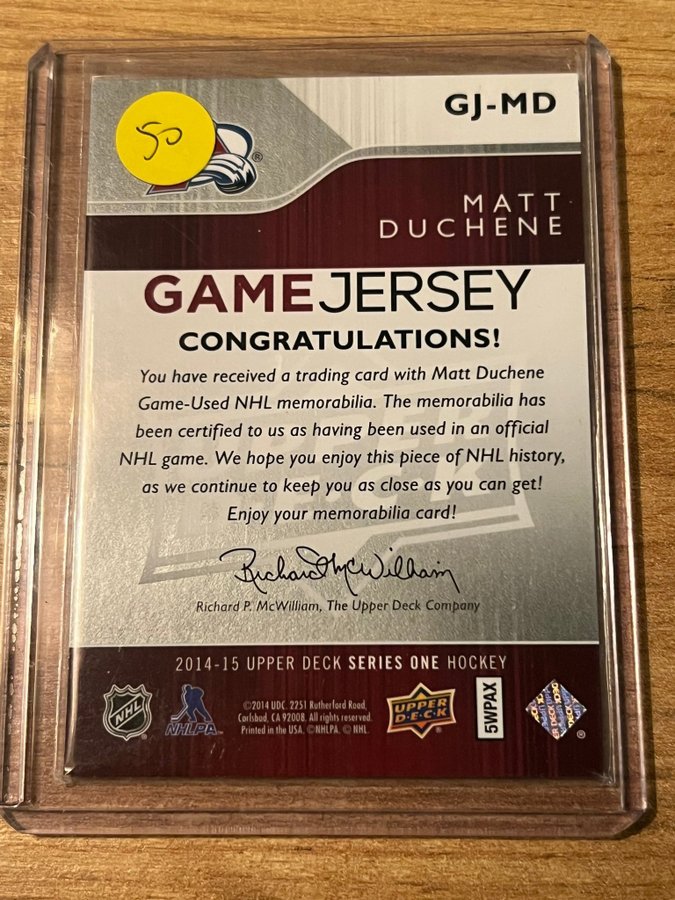 50
GJ-MD
MATT
DUCHENE
GAMEJERSEY
CONGRATULATIONS!
You have received a trading card with Matt Duchene
Game-Used NHL memorabilia. The memorabilia has
been certified to us as having been used in an official
NHL game. We hope you enjoy this piece of NHL history,
as we continue to keep you as close as you can get!
Enjoy your memorabilia card!
Richard McWilliam
Richard P. McWilliam, The Upper Deck Company
2014-15 UPPER DECK SERIES ONE HOCKEY
NHL
NHLPA
©2014 UDC. 2251 Rutherford Road,
Carlsbad, CA 92008. All rights reserved.
Printed in the USA. ©NHLPA. © NHL.
UPPER
DECK
5WPAX